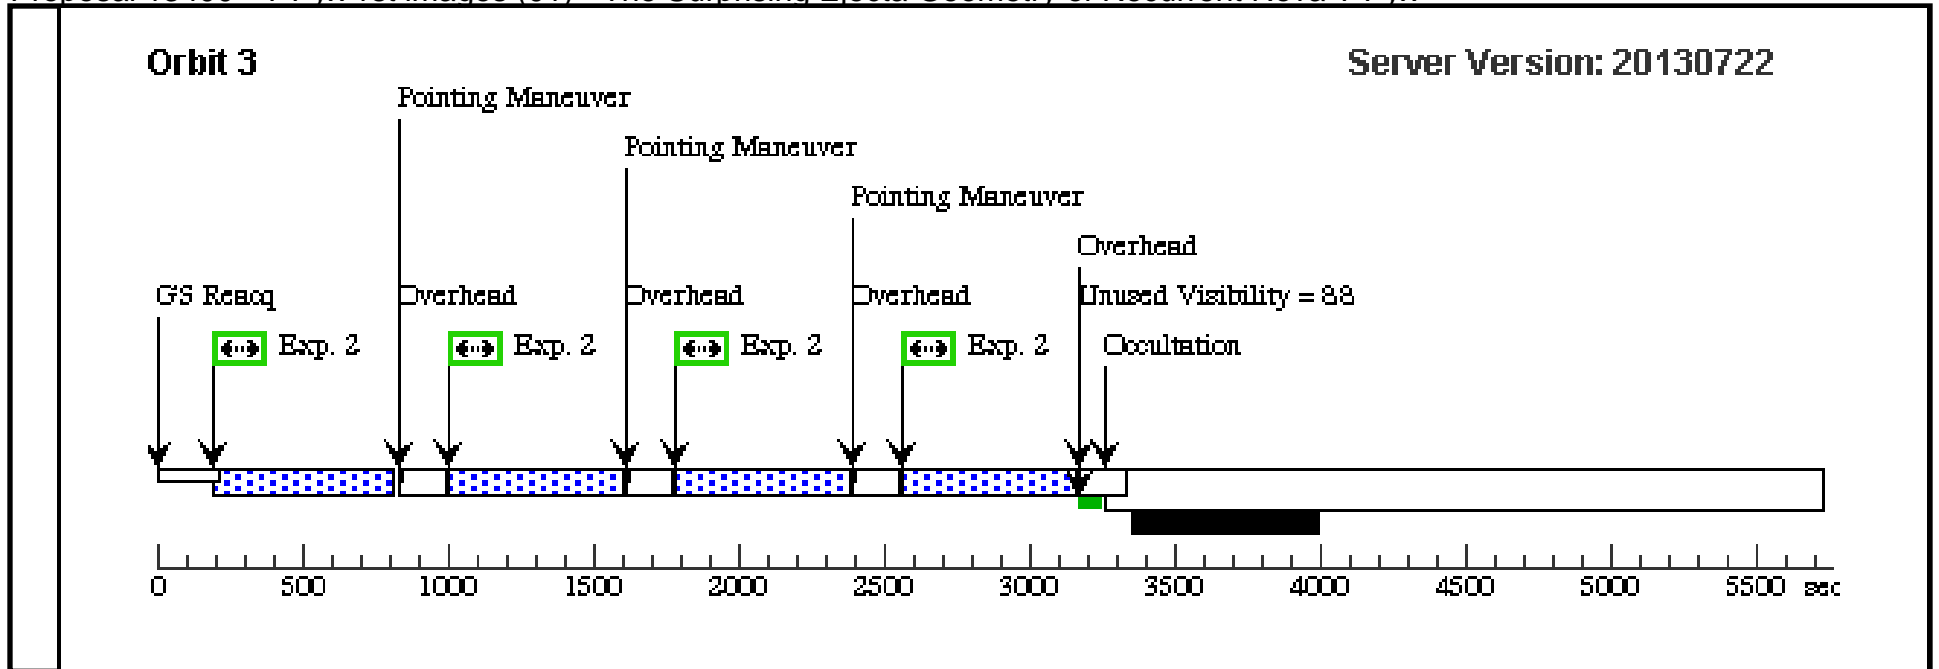 Orbit 3
Server Version: 20130722
Pointing Maneuver
Pointing Maneuver
Pointing Maneuver
Overhead
GS Reacq
Overhead
Overhead
Overhead
Unused Visibility = 88
Exp. 2
Exp. 2
Exp. 2
Exp. 2
Occultation
0 500 1000 1500 2000 2500 3000 3500 4000 4500 5000 5500 sec